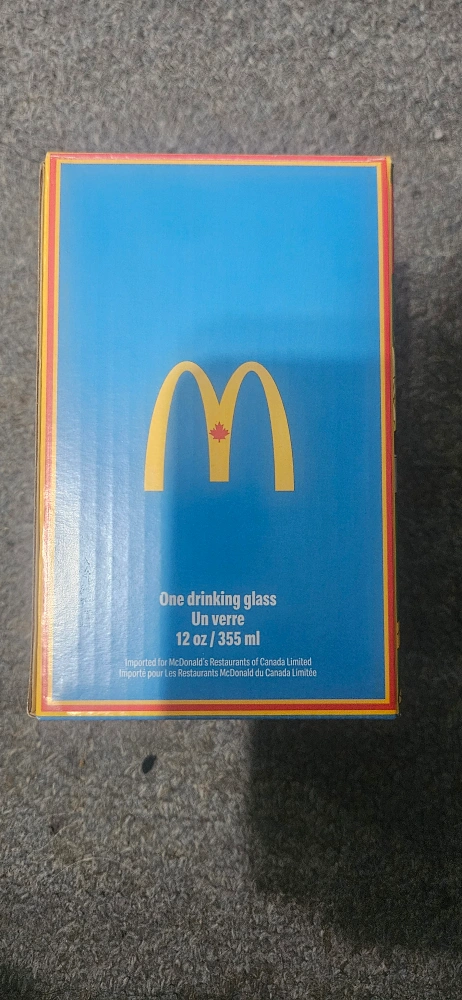 One drinking glass
Un verre
12 oz / 355 ml
Imported for McDonald's Restaurants of Canada Limited
Importé pour Les Restaurants McDonald du Canada Limitée